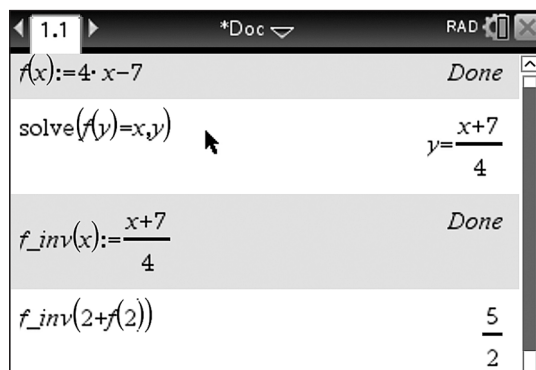 1.1 *Doc RAD
f(x):=4·x−7 Done
solve(f(y)=x,y) y=x+7/4
f_inv(x):=x+7/4 Done
f_inv(2+f(2)) 5/2